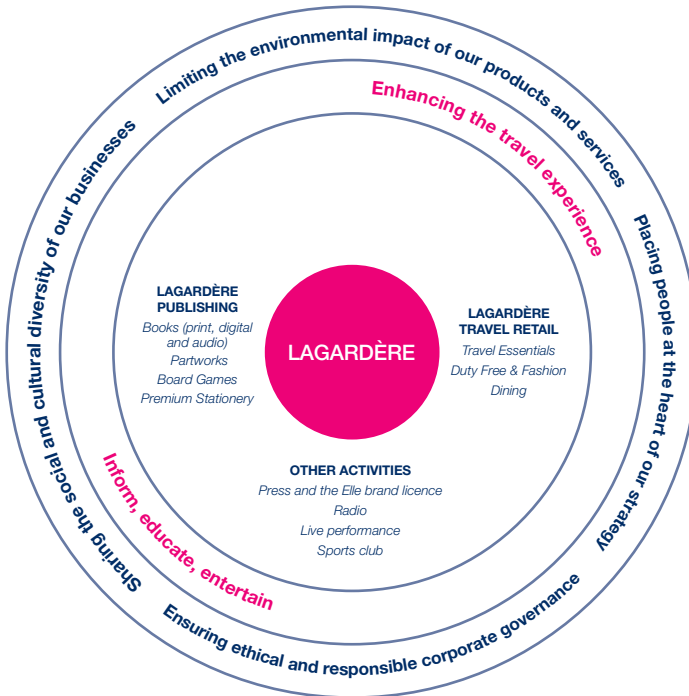 Limiting the environmental impact of our products and services
Enhancing the travel experience
Placing people at the heart of our strategy
Sharing the social and cultural diversity of our businesses
LAGARDÈRE
PUBLISHING
Books (print, digital
and audio)
Partworks
Board Games
Premium Stationery
LAGARDÈRE
LAGARDÈRE
TRAVEL RETAIL
Travel Essentials
Duty Free & Fashion
Dining
OTHER ACTIVITIES
Press and the Elle brand licence
Radio
Live performance
Sports club
Inform, educate, entertain
Ensuring ethical and responsible corporate governance